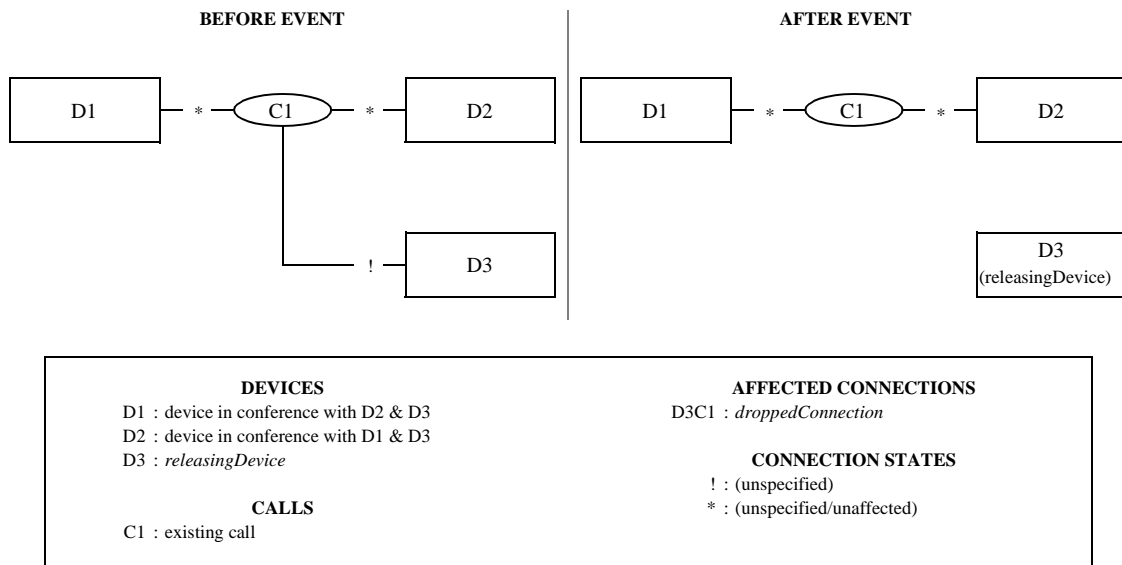 BEFORE EVENT
AFTER EVENT
D1 * C1 * D2
! D3
D1 * C1 * D2
D3
(releasingDevice)
DEVICES
D1 : device in conference with D2 & D3
D2 : device in conference with D1 & D3
D3 : releasingDevice
CALLS
C1 : existing call
AFFECTED CONNECTIONS
D3C1 : droppedConnection
CONNECTION STATES
! : (unspecified)
* : (unspecified/unaffected)